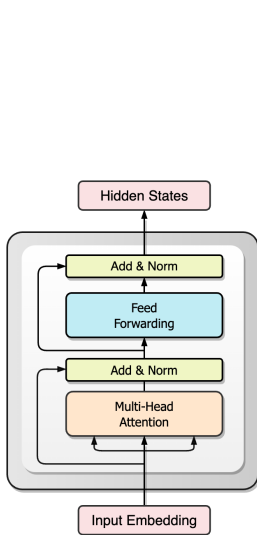 Hidden States
Add & Norm
Feed
Forwarding
Add & Norm
Multi-Head
Attention
Input Embedding